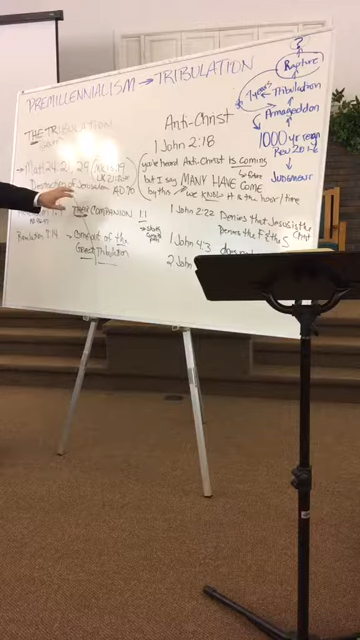 PREMILLENNIALISM → TRIBULATION
THE TRIBULATION
Matt 24:21, 29
Destruction of Jerusalem AD 70
THEIR COMPANION !!
Revelation 7:14
concept of the
Great Tribulation
Anti-Christ
1 John 2:18
you've heard Anti-Christ is coming
but I say MANY HAVE COME
by this we know it is the hour/time
1 John 2:22 Denies that Jesus is the Christ
Denies the F & the S
1 John 4:3
2 John
?
Rapture
7 years
Tribulation
Armageddon
1000 yr reign
Rev 20:1-6
JUDGMENT